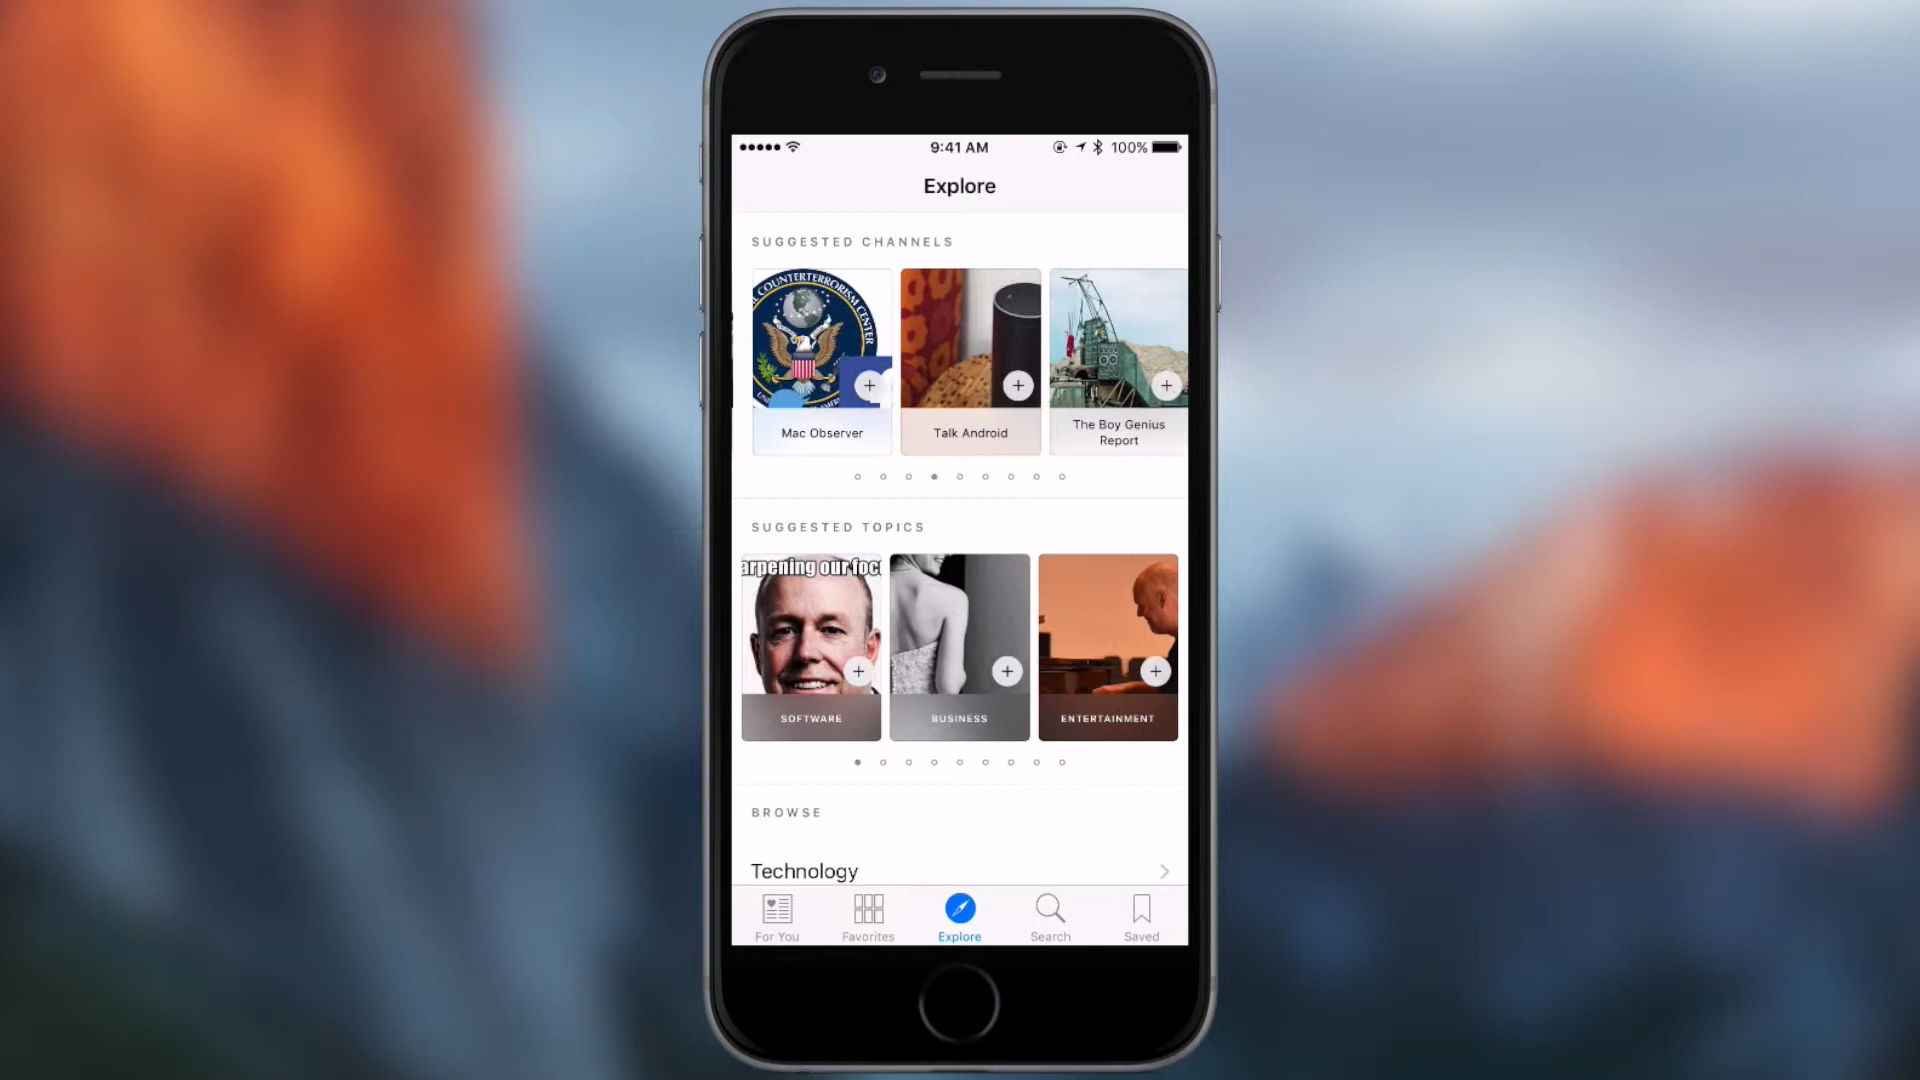 9:41 AM
100%
Explore
SUGGESTED CHANNELS
COUNTERTERRORISM CENTER
Mac Observer
Talk Android
The Boy Genius
Report
SUGGESTED TOPICS
arpening our foc
SOFTWARE
BUSINESS
ENTERTAINMENT
BROWSE
Technology
For You
Favorites
Explore
Search
Saved